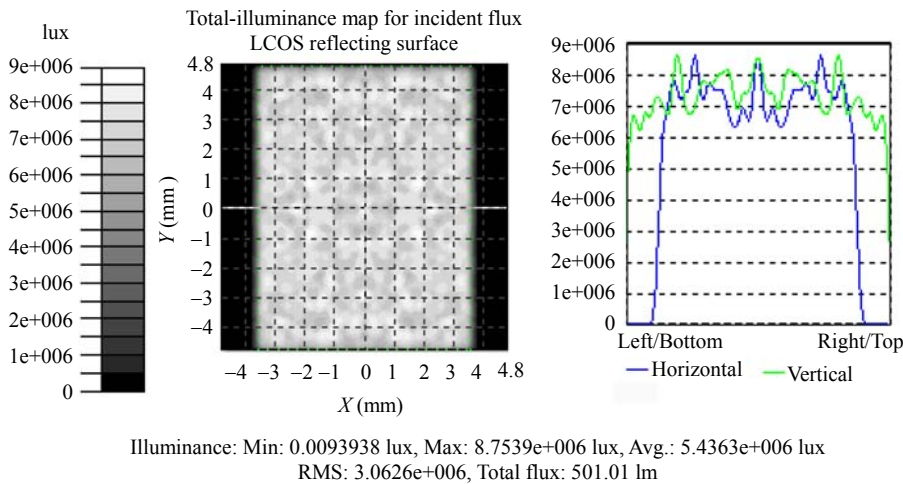 Total-illuminance map for incident flux
LCOS reflecting surface
lux
9e+006
8e+006
7e+006
6e+006
5e+006
4e+006
3e+006
2e+006
1e+006
0
4.8
4
3
2
1
0
−1
−2
−3
−4
Y (mm)
−4 −3 −2 −1 0 1 2 3 4 4.8
X (mm)
9e+006
8e+006
7e+006
6e+006
5e+006
4e+006
3e+006
2e+006
1e+006
0
Left/Bottom Right/Top
Horizontal Vertical
Illuminance: Min: 0.0093938 lux, Max: 8.7539e+006 lux, Avg.: 5.4363e+006 lux
RMS: 3.0626e+006, Total flux: 501.01 lm